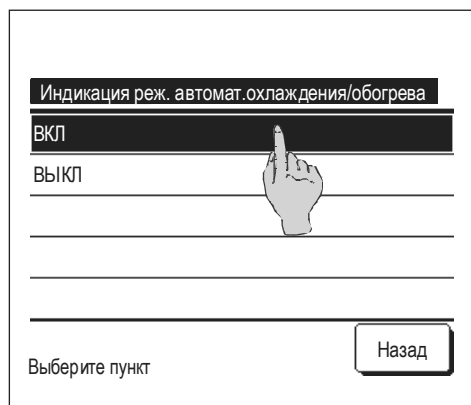 Индикация реж. автомат.охлаждения/обогрева
ВКЛ
ВЫКЛ
Назад
Выберите пункт